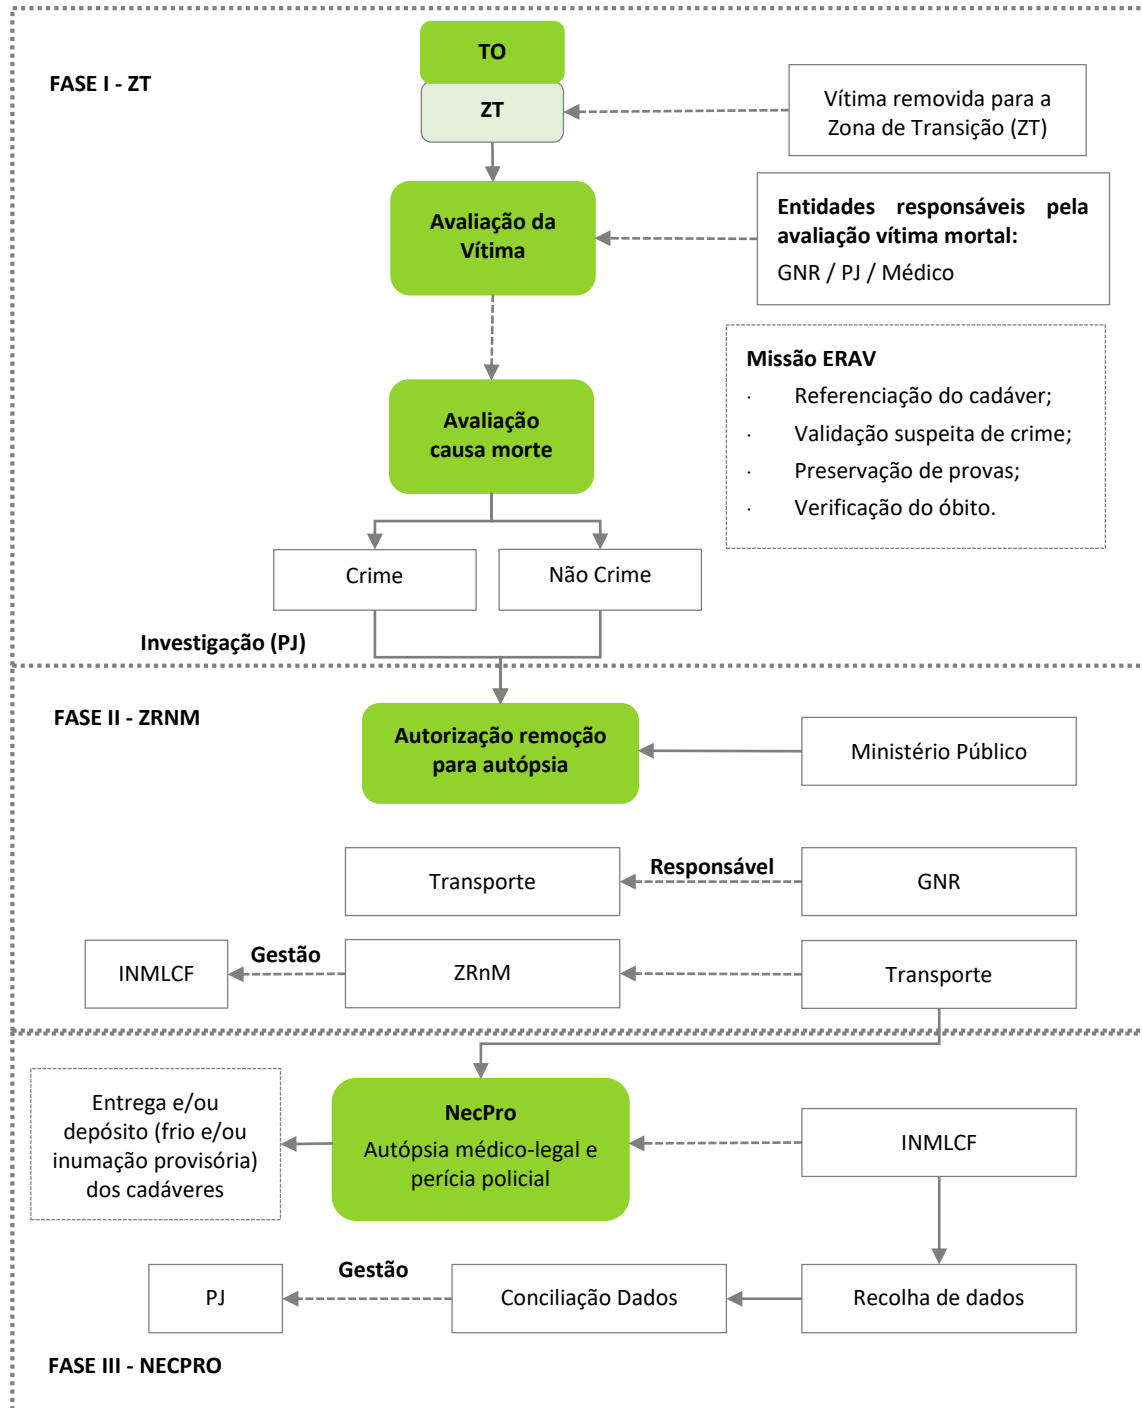 TO
FASE I - ZT
ZT
Vítima removida para a
Zona de Transição (ZT)
Avaliação da
Vítima
Entidades responsáveis pela
avaliação vítima mortal:
GNR / PJ / Médico
Missão ERAV
· Referenciação do cadáver;
· Validação suspeita de crime;
· Preservação de provas;
· Verificação do óbito.
Avaliação
causa morte
Crime
Não Crime
Investigação (PJ)
FASE II - ZRNM
Autorização remoção
para autópsia
Ministério Público
Transporte
Responsável
GNR
INMLCF
Gestão
ZRnM
Transporte
Entrega e/ou
depósito (frio e/ou
inumação provisória)
dos cadáveres
NecPro
Autópsia médico-legal e
perícia policial
INMLCF
PJ
Gestão
Conciliação Dados
Recolha de dados
FASE III - NECPRO